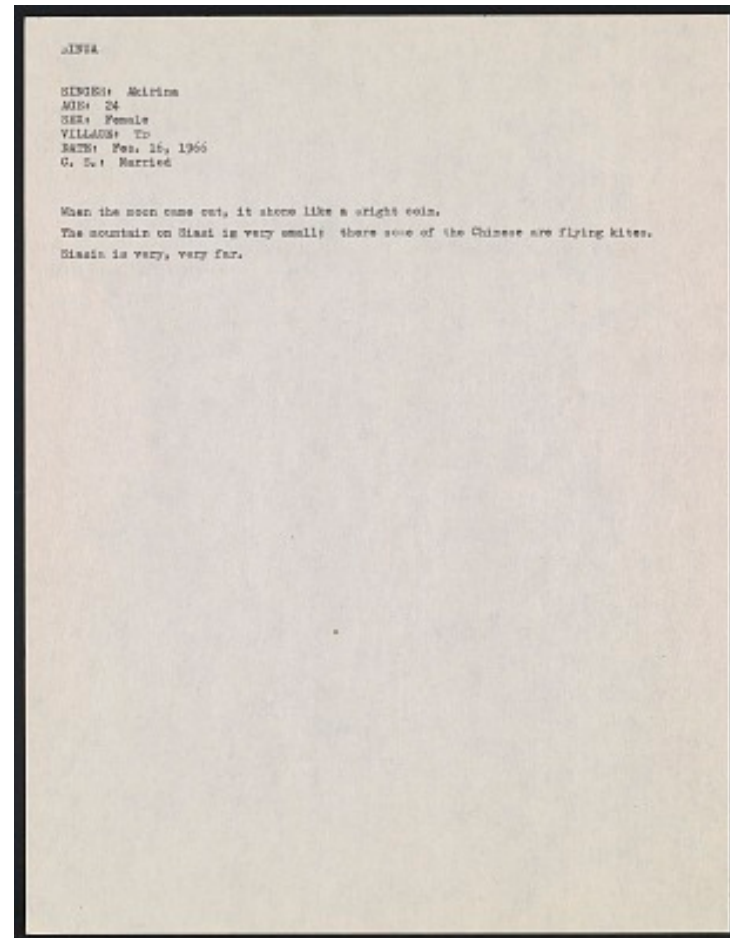 SINGER: Akirina
AGE: 24
SEX: Female
VILLAGE: TP
DATE: Feb. 16, 1966
C. S.: Married
When the moon came out, it shone like a bright coin.
The mountain on Siasi is very small; there some of the Chinese are flying kites.
Siasin is very, very far.